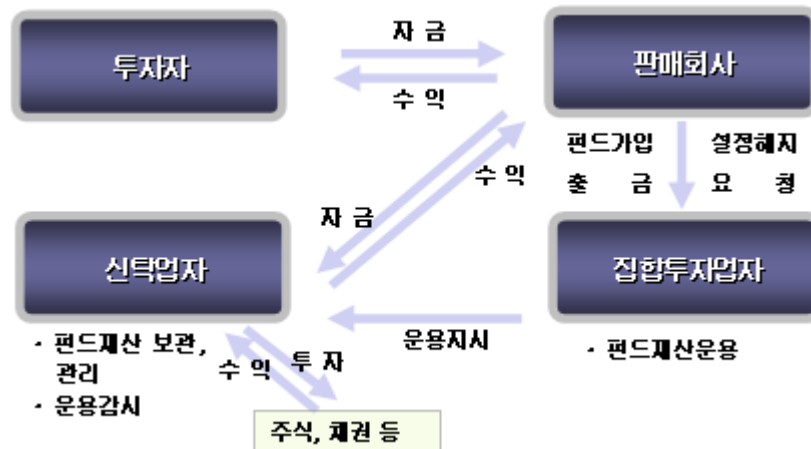 투자자
자 금
수 익
판매회사
펀드가입 설정해지
출 금 요 청
수 익
자 금
신탁업자
집합투자업자
운용지시
· 펀드재산 보관,
관리
· 운용감시
수 익
투 자
· 펀드재산운용
주식, 채권 등